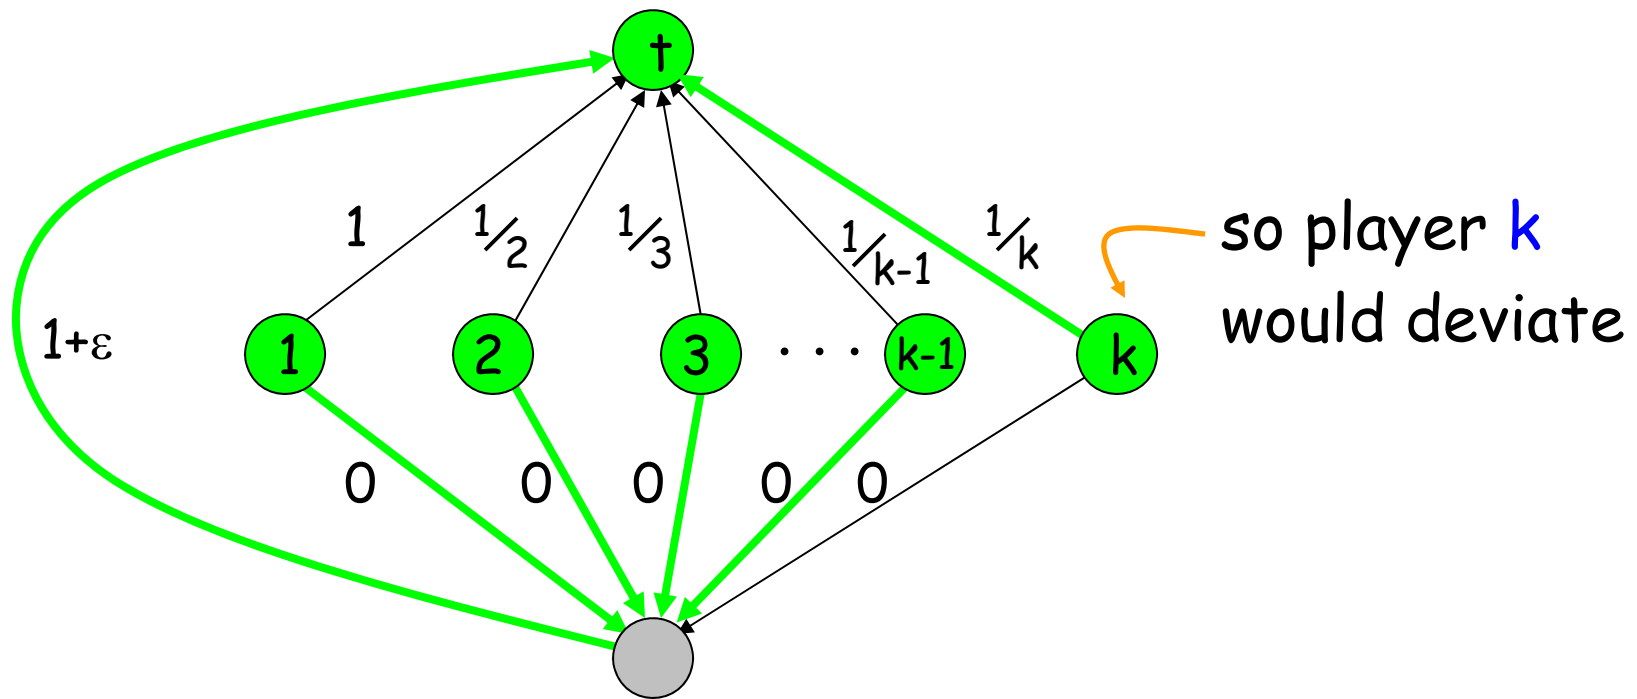 t
1
1/2
1/3
1/k-1
1/k
so player k
would deviate
1+ε
1
2
3
. . .
k-1
k
0
0
0
0
0